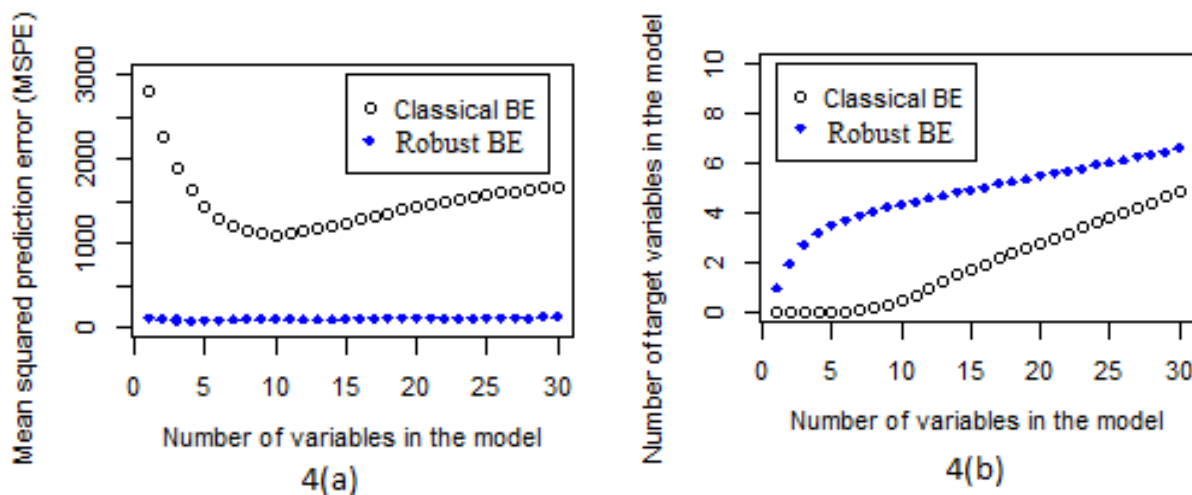 Mean squared prediction error (MSPE)
3000
2000
1000
0
Classical BE
Robust BE
0 5 10 15 20 25 30
Number of variables in the model
4(a)
Number of target variables in the model
10
8
6
4
2
0
Classical BE
Robust BE
0 5 10 15 20 25 30
Number of variables in the model
4(b)